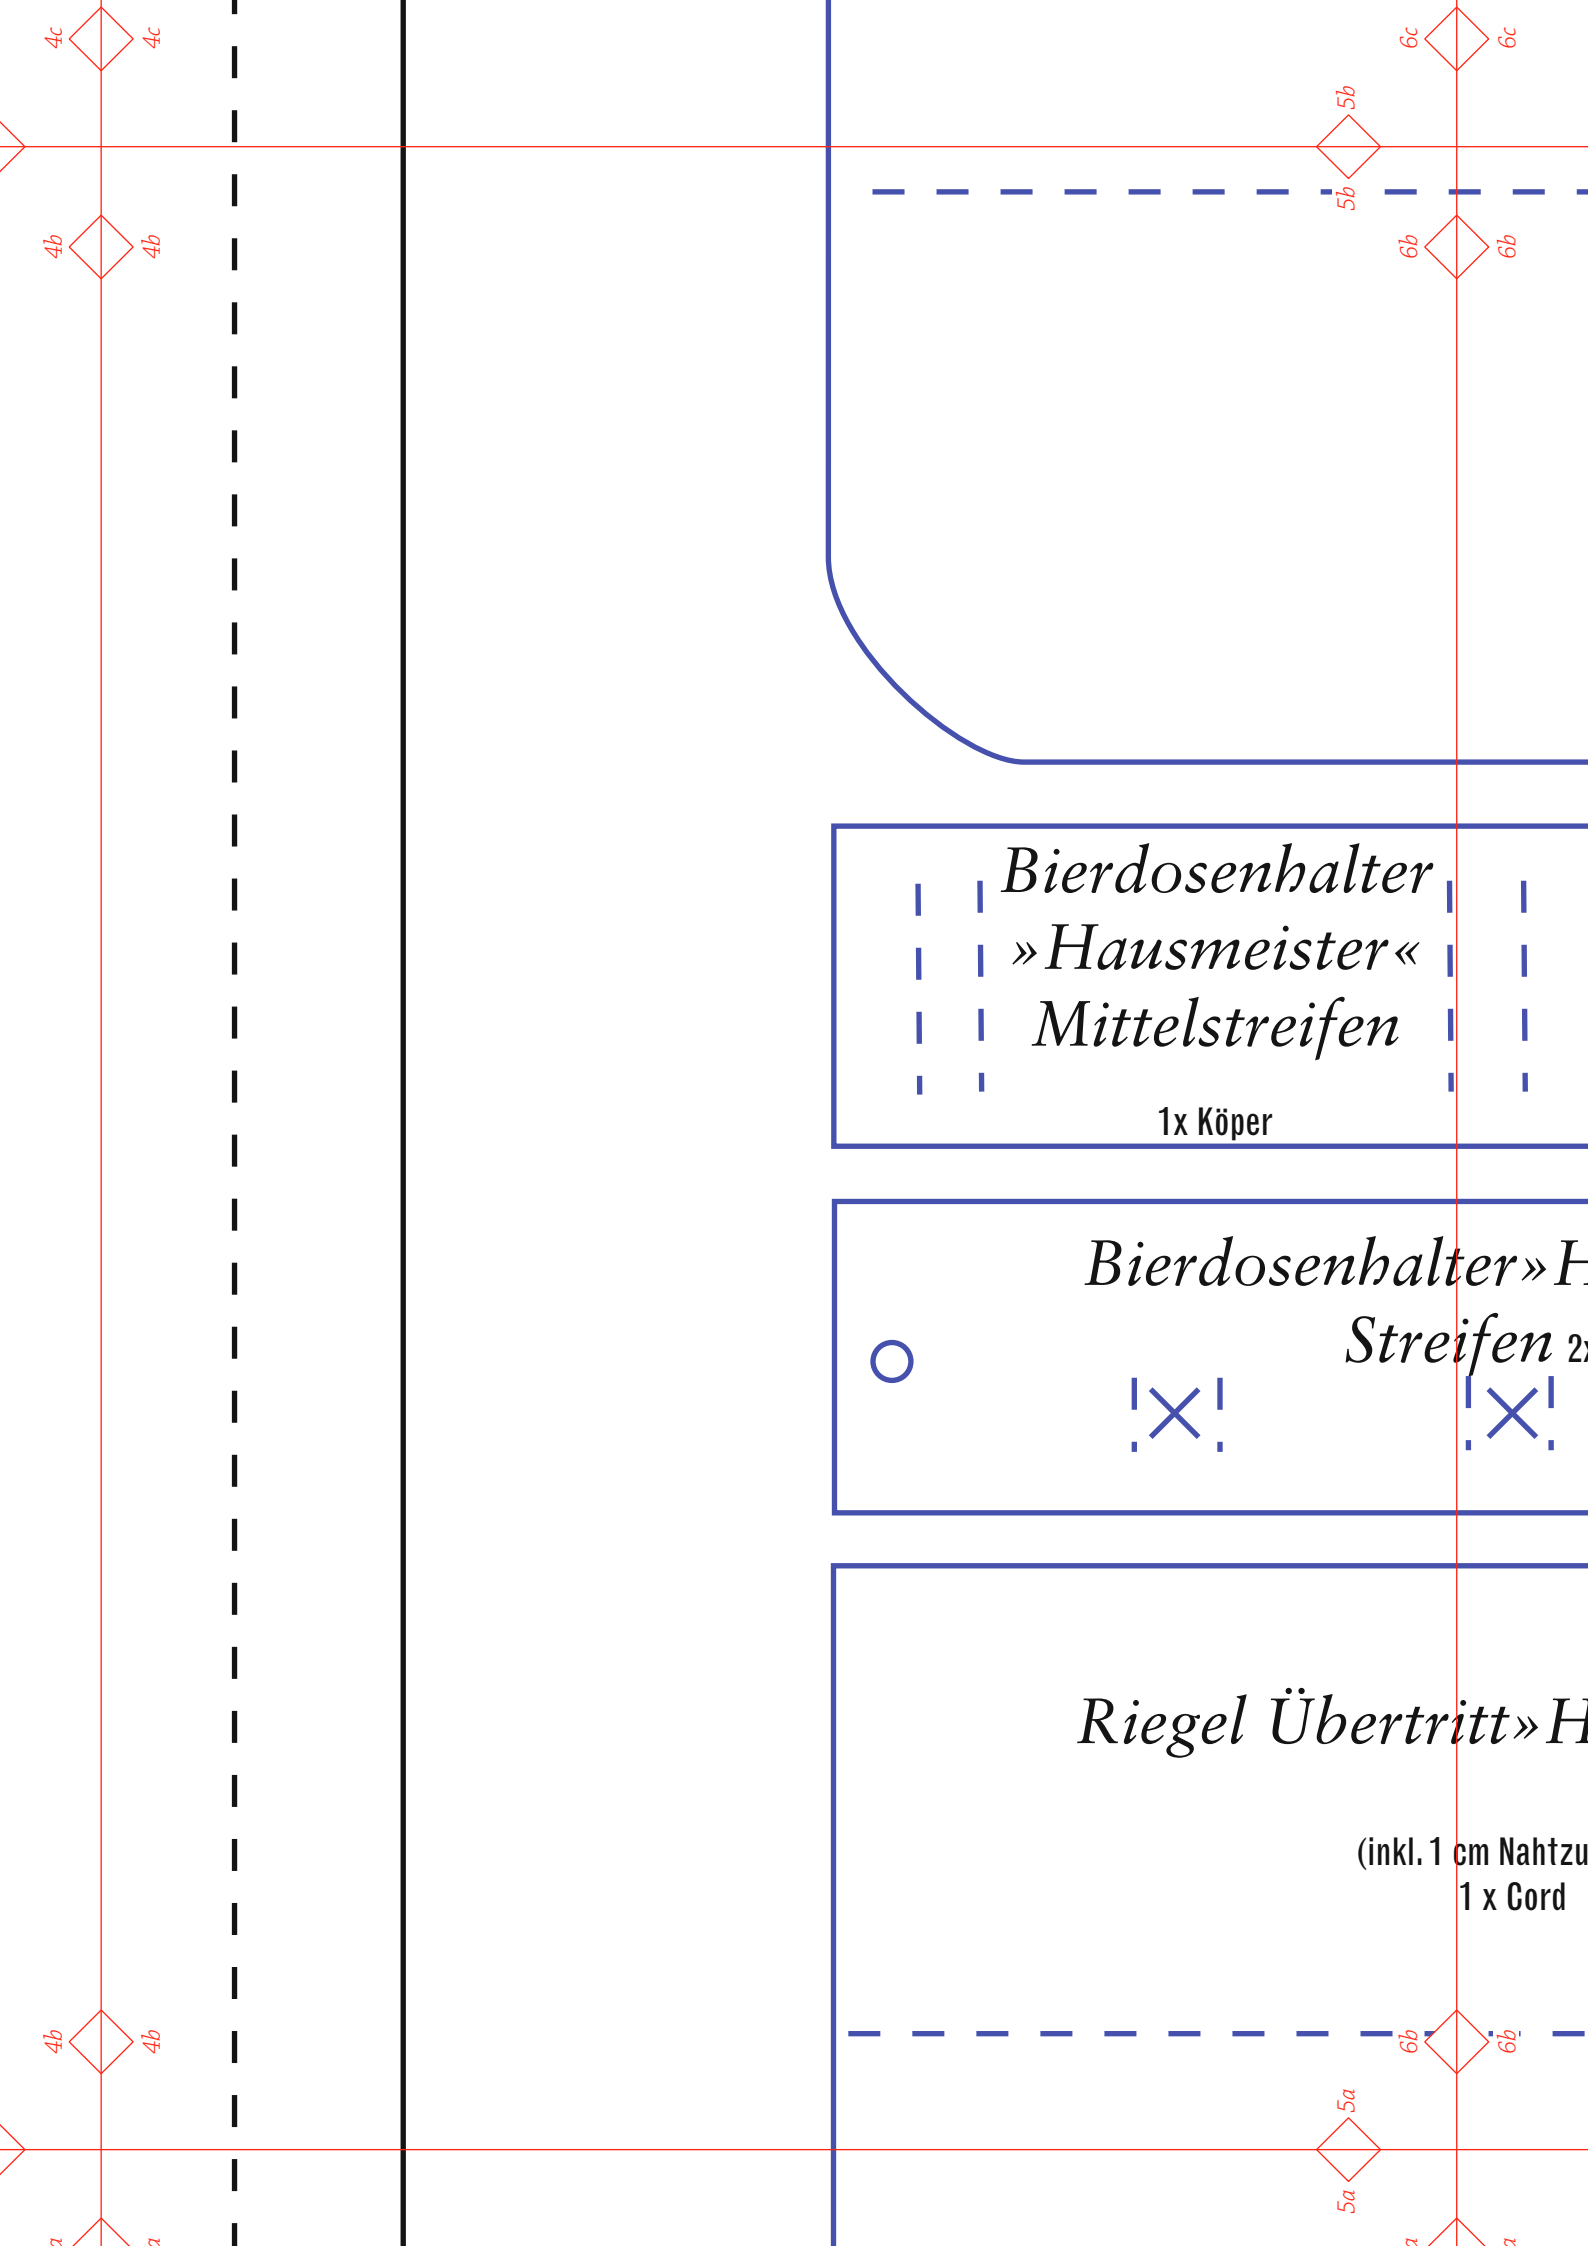 4c 4c 6c 6c
5b
5b
4b 4b 6b 6b
Bierdosenhalter
»Hausmeister«
Mittelstreifen
1x Köper
Bierdosenhalter»H
Streifen 2x
Riegel Übertritt»H
(inkl. 1 cm Nahtzu
1 x Cord
4b 4b 6b 6b
5a
5a
a a a a